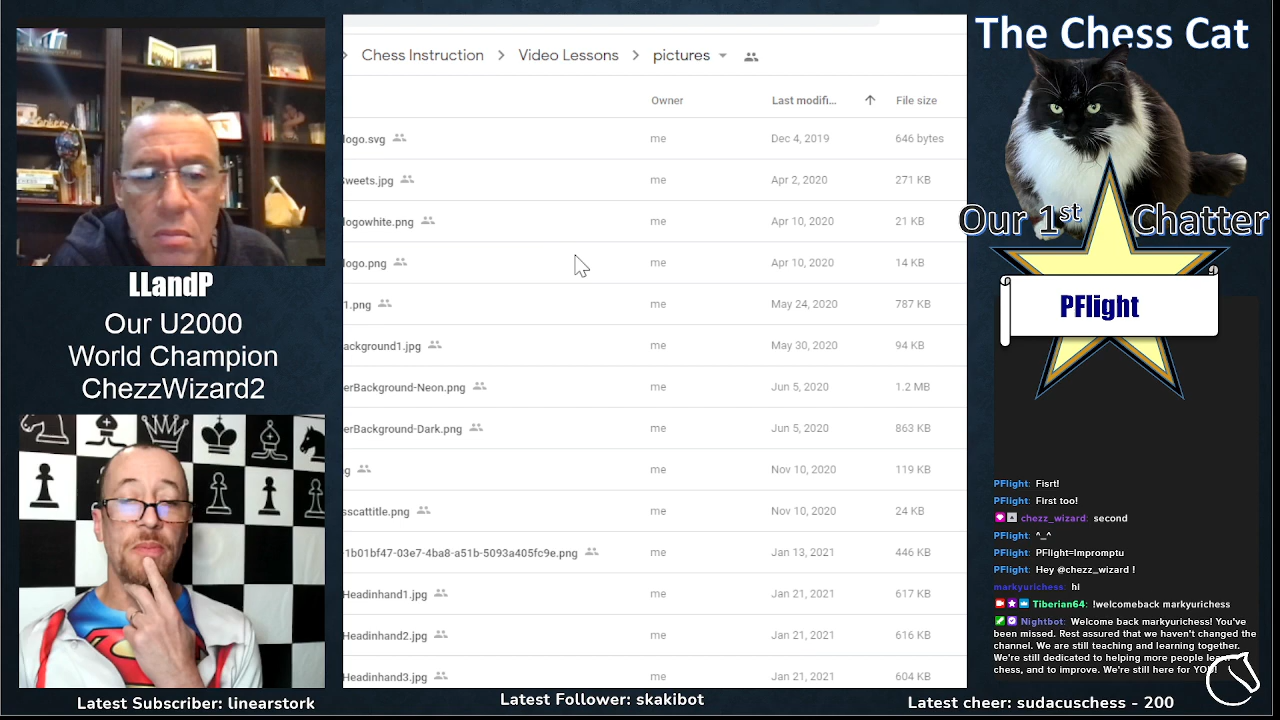 The Chess Cat
Our 1st Chatter
PFlight
LLandP
Our U2000
World Champion
ChezzWizard2
Chess Instruction > Video Lessons > pictures
Owner Last modifi... File size
logo.svg me Dec 4, 2019 646 bytes
Sweets.jpg me Apr 2, 2020 271 KB
logowhite.png me Apr 10, 2020 21 KB
logo.png me Apr 10, 2020 14 KB
1.png me May 24, 2020 787 KB
ackground1.jpg me May 30, 2020 94 KB
erBackground-Neon.png me Jun 5, 2020 1.2 MB
erBackground-Dark.png me Jun 5, 2020 863 KB
g me Nov 10, 2020 119 KB
sscattitle.png me Nov 10, 2020 24 KB
1b01bf47-03e7-4ba8-a51b-5093a405fc9e.png me Jan 13, 2021 446 KB
Headinhand1.jpg me Jan 21, 2021 617 KB
Headinhand2.jpg me Jan 21, 2021 616 KB
Headinhand3.jpg me Jan 21, 2021 604 KB
PFlight: Fisrt!
PFlight: First too!
chezz_wizard: second
PFlight: ^_^
PFlight: PFlight=Impromptu
PFlight: Hey @chezz_wizard !
markyurichess: hi
Tiberian64: !welcomeback markyurichess
Nightbot: Welcome back markyurichess! You've
been missed. Rest assured that we haven't changed the
channel. We are still teaching and learning together.
We're still dedicated to helping more people
chess, and to improve. We're still here for
Latest Subscriber: linearstork
Latest Follower: skakibot
Latest cheer: sudacuschess - 200